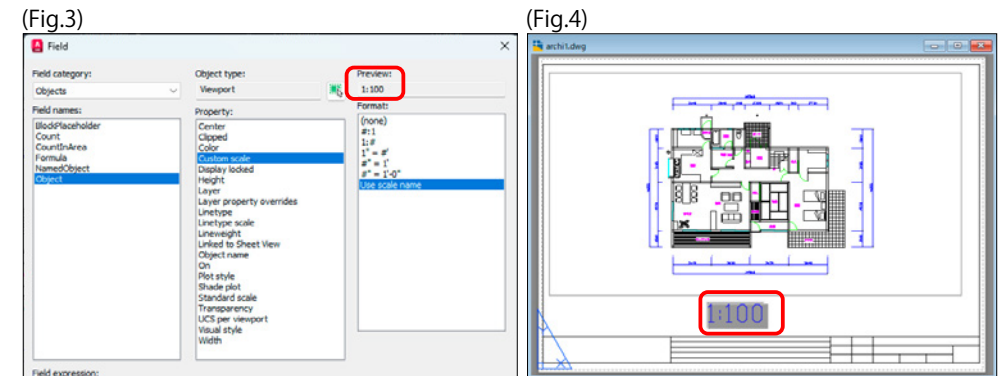 (Fig.3)
Field
Field category:
Objects
Field names:
BlockPlaceholder
Count
CountInArea
Formula
NamedObject
Object
Object type:
Viewport
Property:
Center
Clipped
Color
Custom scale
Display locked
Height
Layer
Layer property overrides
Linetype
Linetype scale
Lineweight
Linked to Sheet View
Object name
On
Plot style
Shade plot
Standard scale
Transparency
UCS per viewport
Visual style
Width
Preview:
1:100
Format:
(none)
#:1
1:#
1" = #'
#" = 1'
#" = 1'-0"
Use scale name
Field expression:
(Fig.4)
archi1.dwg
1:100